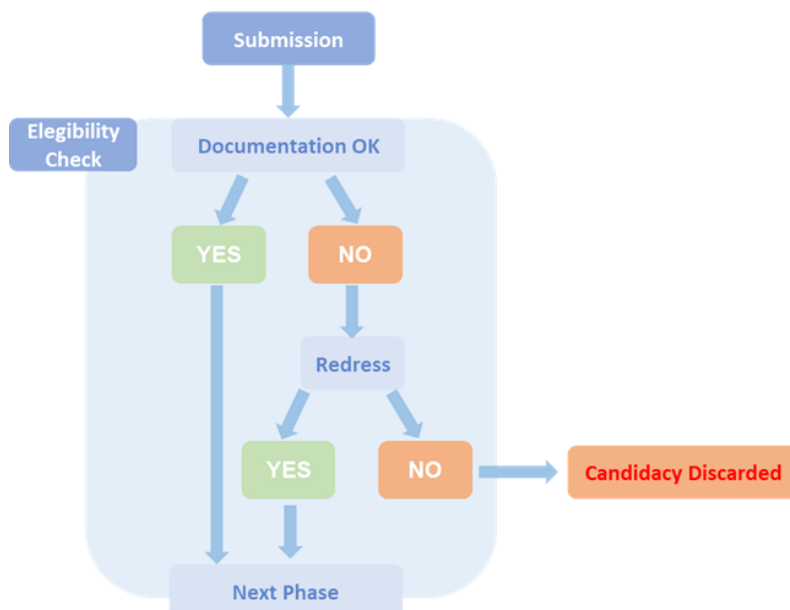 Submission
Elegibility
Check
Documentation OK
YES
NO
Redress
YES
NO
Candidacy Discarded
Next Phase